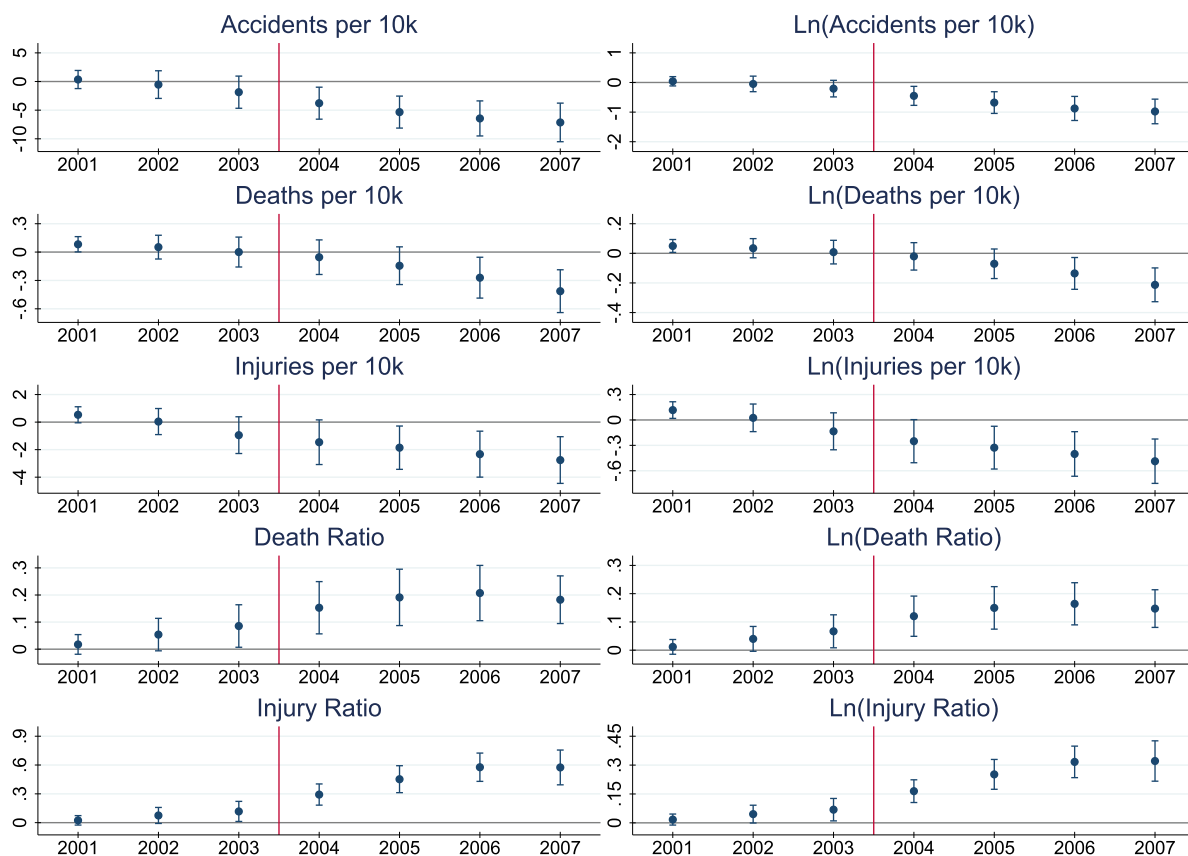 Accidents per 10k
5
0
-5
-10
2001 2002 2003 2004 2005 2006 2007
Ln(Accidents per 10k)
1
0
-1
-2
2001 2002 2003 2004 2005 2006 2007
Deaths per 10k
.3
0
-.3
-.6
2001 2002 2003 2004 2005 2006 2007
Ln(Deaths per 10k)
.2
0
-.2
-.4
2001 2002 2003 2004 2005 2006 2007
Injuries per 10k
2
0
-2
-4
2001 2002 2003 2004 2005 2006 2007
Ln(Injuries per 10k)
.3
0
-.3
-.6
2001 2002 2003 2004 2005 2006 2007
Death Ratio
.3
.2
.1
0
2001 2002 2003 2004 2005 2006 2007
Ln(Death Ratio)
.3
.2
.1
0
2001 2002 2003 2004 2005 2006 2007
Injury Ratio
.9
.6
.3
0
2001 2002 2003 2004 2005 2006 2007
Ln(Injury Ratio)
.45
.3
.15
0
2001 2002 2003 2004 2005 2006 2007